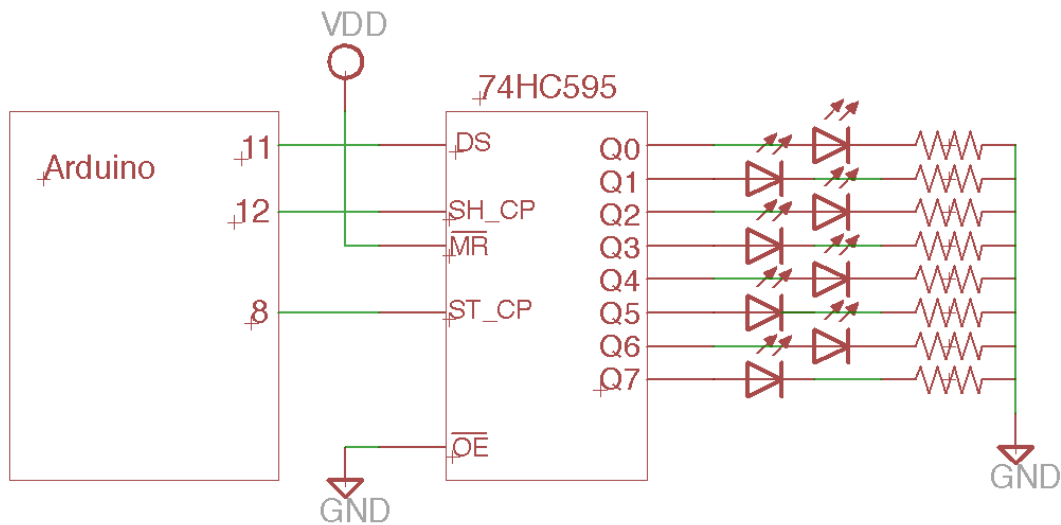 VDD
74HC595
Arduino
11
12
8
DS
SH_CP
MR
ST_CP
OE
Q0
Q1
Q2
Q3
Q4
Q5
Q6
Q7
GND
GND